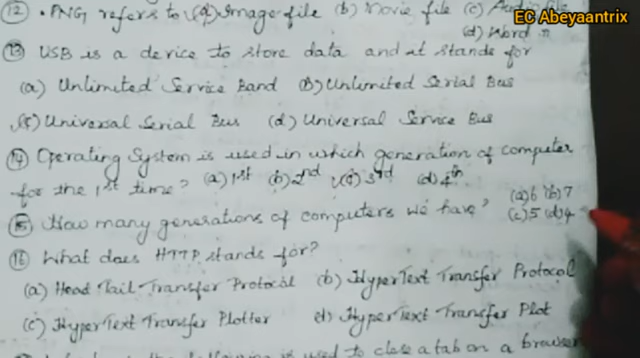 EC Abeyaantrix
(12) .PNG refers to (a) Image file (b) Movie file (c) file
(d) Word
(13) USB is a device to store data and it stands for
(a) Unlimited Service Band (b) Unlimited Serial Bus
(c) Universal Serial Bus (d) Universal Service Bus
(14) Operating System is used in which generation of computer
for the 1st time? (a) 1st (b) 2nd (c) 3rd (d) 4th
(15) How many generations of computers we have? (a) 6 (b) 7
(c) 5 (d) 4
(16) What does HTTP stands for?
(a) Head Tail Transfer Protocol (b) HyperText Transfer Protocol
(c) HyperText Transfer Plotter d) HyperText Transfer Plot
is used to close a tab on a browser